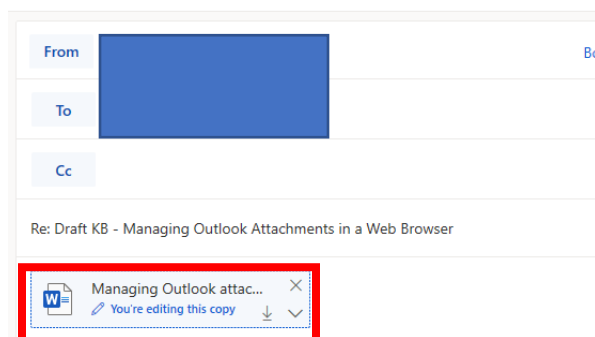 From
Bc
To
Cc
Re: Draft KB - Managing Outlook Attachments in a Web Browser
Managing Outlook attac...
W
You're editing this copy